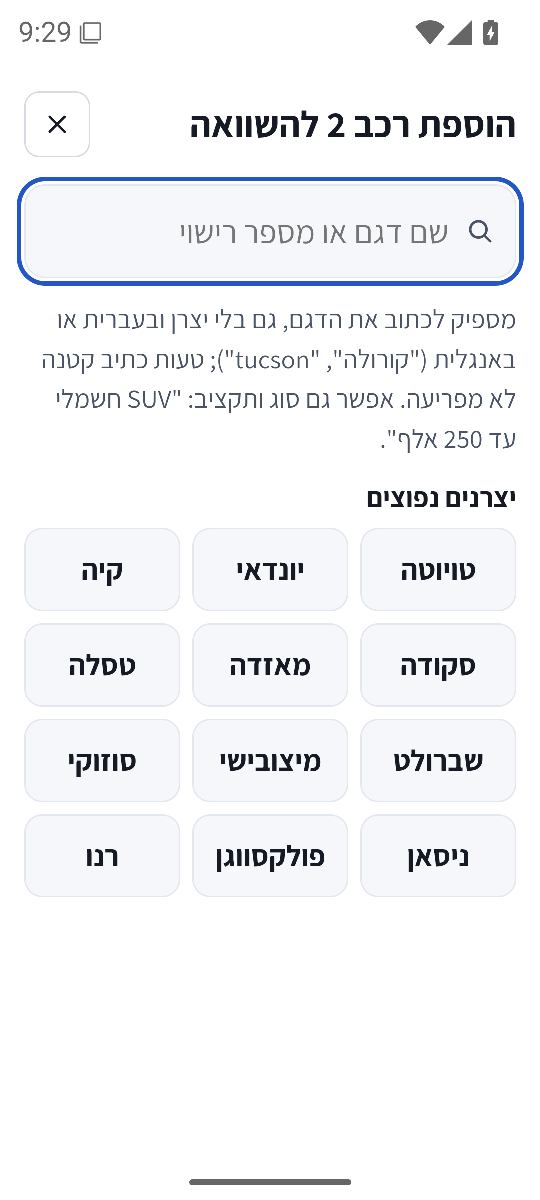 9:29
הוספת רכב 2 להשוואה
שם דגם או מספר רישוי
מספיק לכתוב את הדגם, גם בלי יצרן ובעברית או
באנגלית ("קורולה", "tucson"); טעות כתיב קטנה
לא מפריעה. אפשר גם סוג ותקציב: "SUV חשמלי
עד 250 אלף".
יצרנים נפוצים
טויוטה יונדאי קיה
סקודה מאזדה טסלה
שברולט מיצובישי סוזוקי
ניסאן פולקסווגן רנו